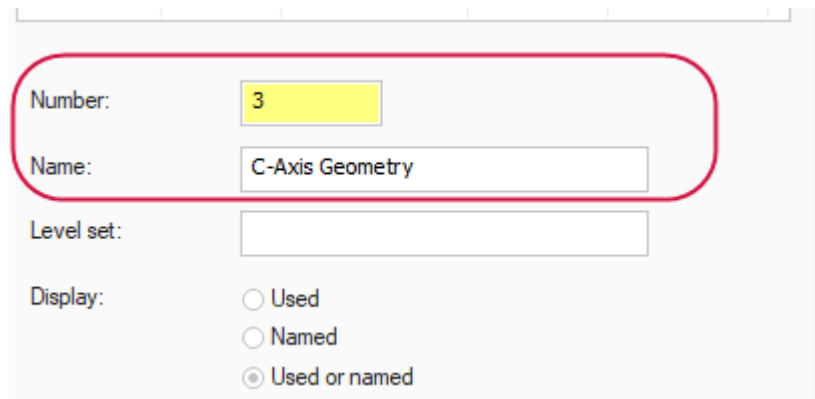 Number: 3
Name: C-Axis Geometry
Level set:
Display: Used
Named
Used or named